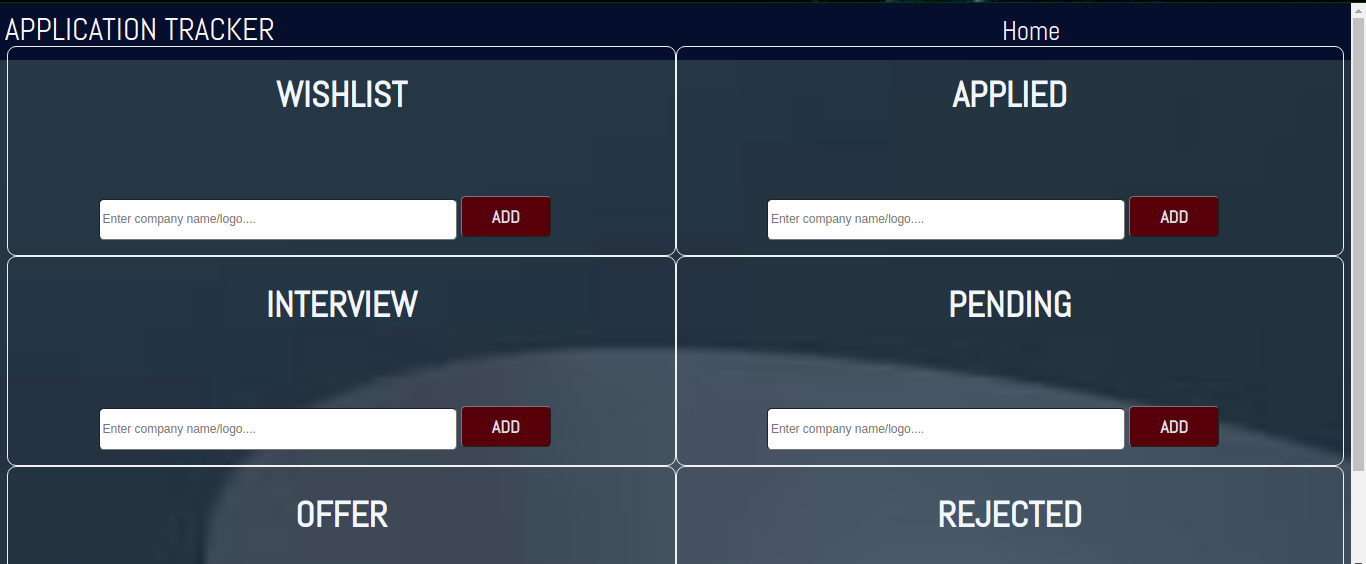 APPLICATION TRACKER Home
WISHLIST APPLIED
Enter company name/logo.... ADD Enter company name/logo.... ADD
INTERVIEW PENDING
Enter company name/logo.... ADD Enter company name/logo.... ADD
OFFER REJECTED